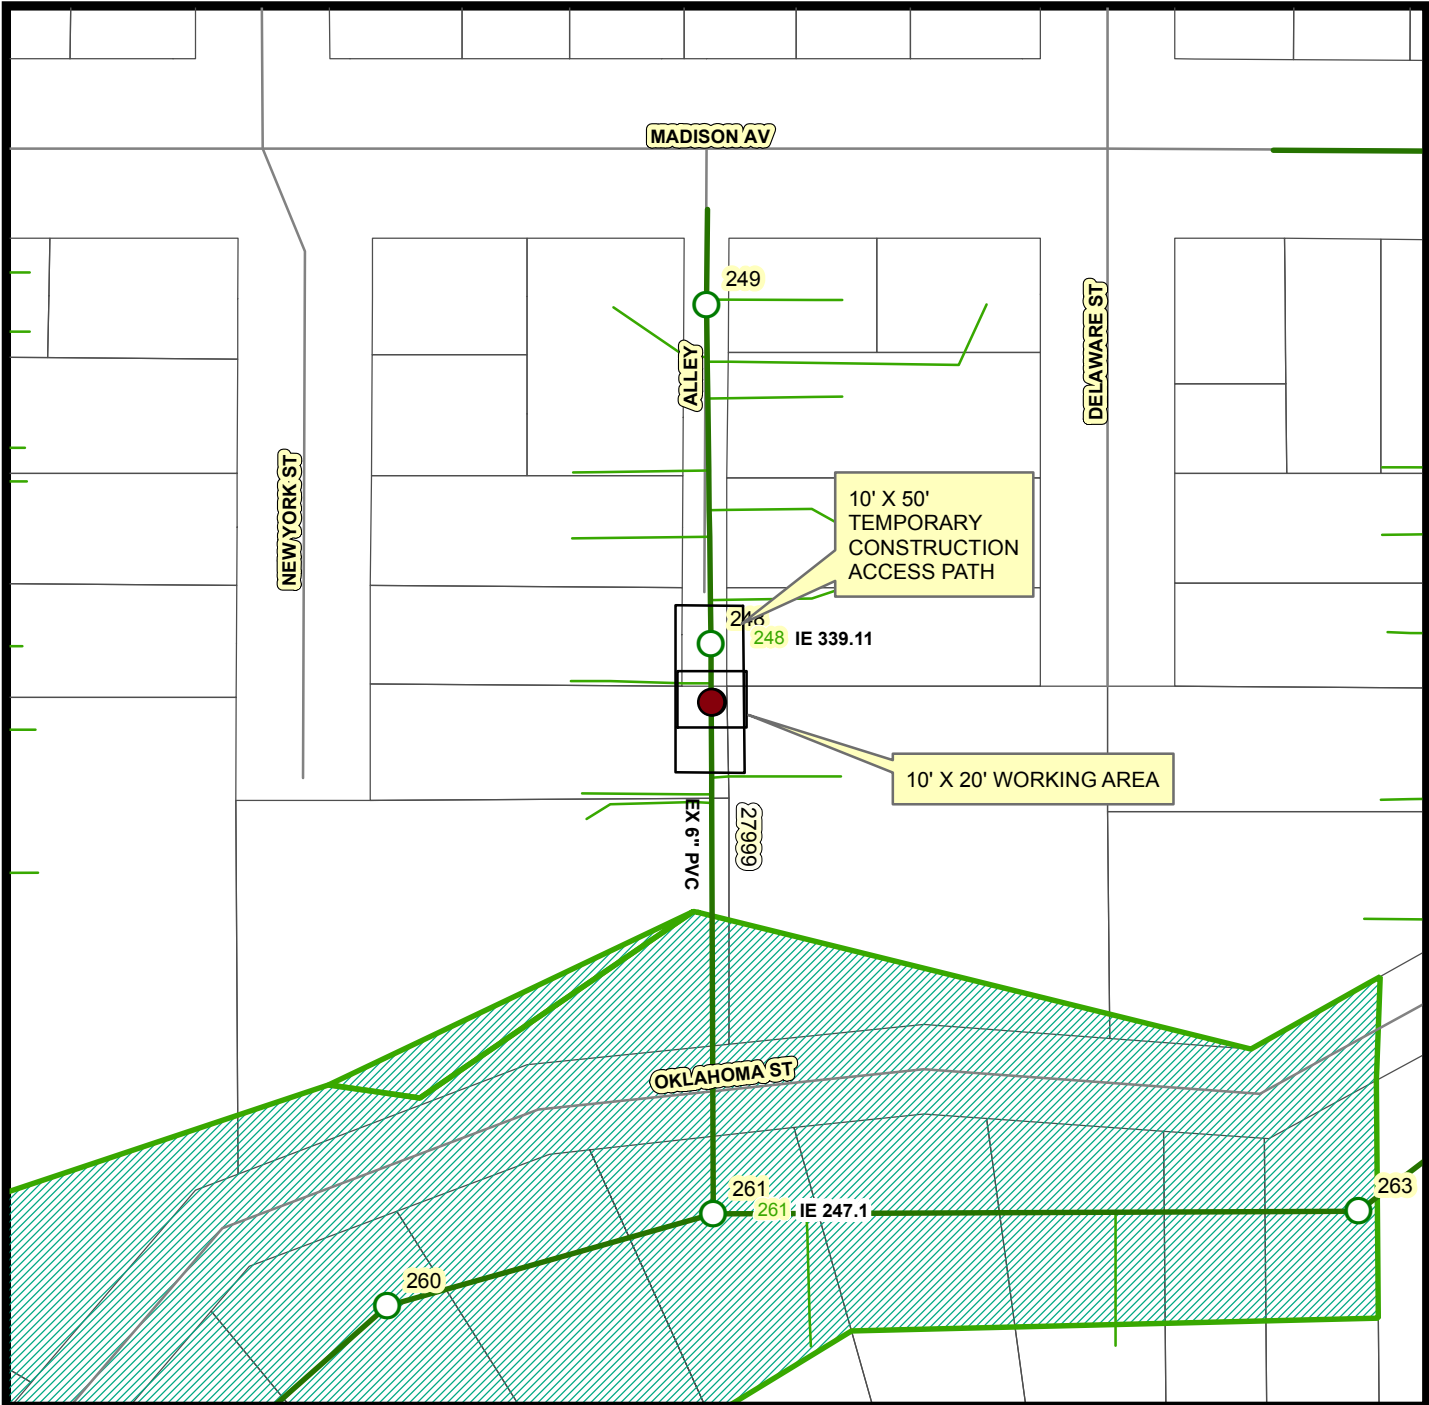 MADISON AV
249
ALLEY
DELAWARE ST
NEW YORK ST
10' X 50'
TEMPORARY
CONSTRUCTION
ACCESS PATH
248
248 IE 339.11
10' X 20' WORKING AREA
EX 6" PVC
27999
OKLAHOMA ST
261
261 IE 247.1
263
260